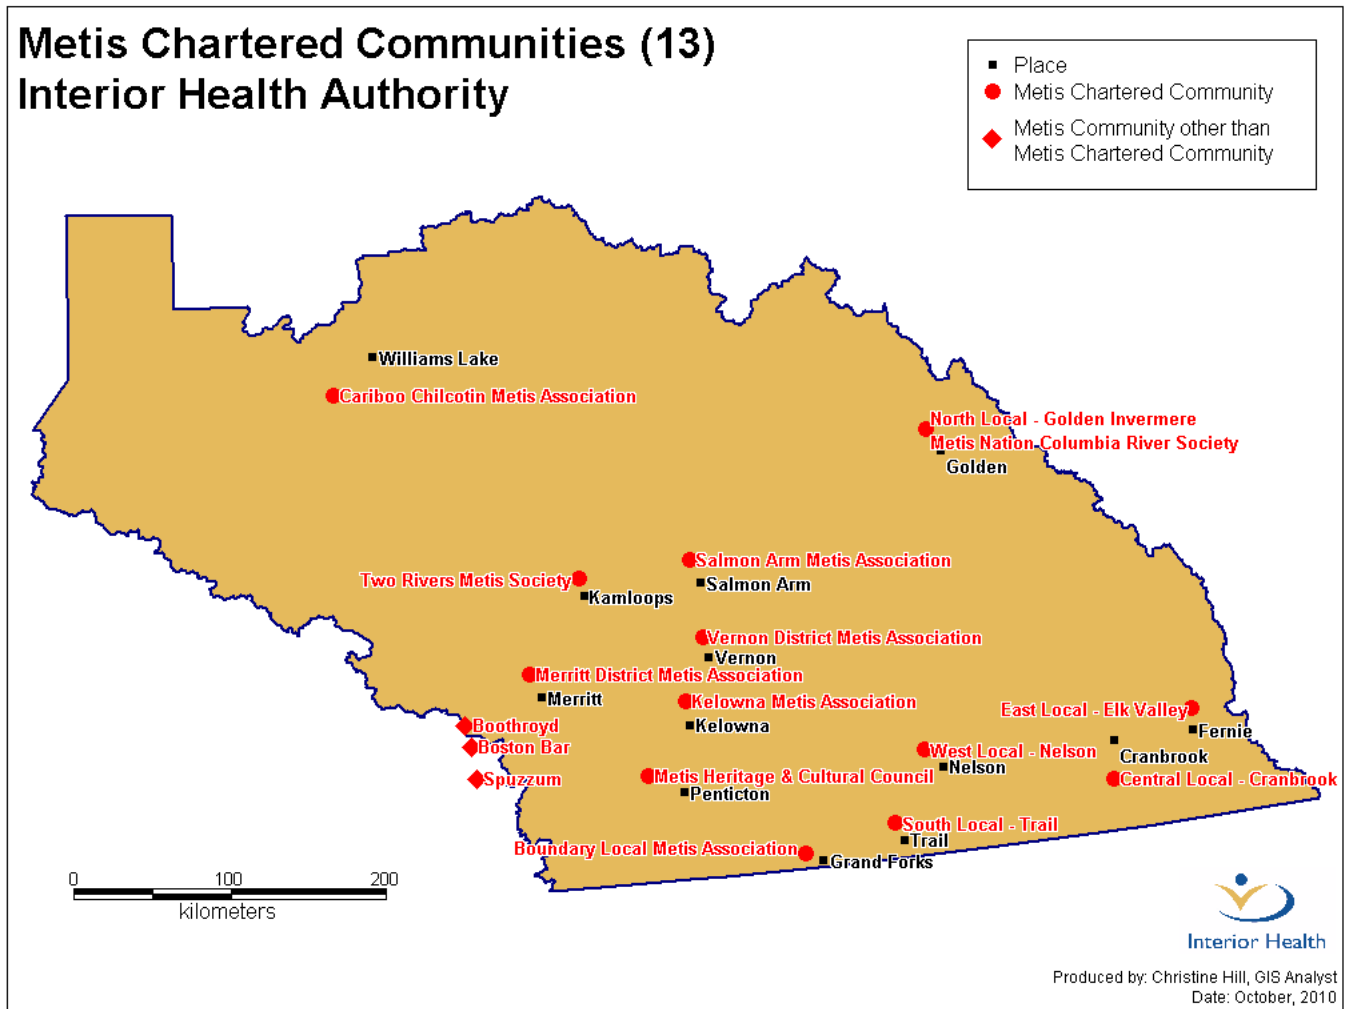 Metis Chartered Communities (13)
Interior Health Authority
Place
Metis Chartered Community
Metis Community other than
Metis Chartered Community
Williams Lake
Cariboo Chilcotin Metis Association
North Local - Golden Invermere
Metis Nation Columbia River Society
Golden
Salmon Arm Metis Association
Two Rivers Metis Society
Salmon Arm
Kamloops
Vernon District Metis Association
Vernon
Merritt District Metis Association
Merritt
Kelowna Metis Association
East Local - Elk Valley
Boothroyd
Kelowna
Fernie
Boston Bar
West Local - Nelson
Cranbrook
Nelson
Spuzzum
Metis Heritage & Cultural Council
Central Local - Cranbrook
Penticton
South Local - Trail
Trail
Boundary Local Metis Association
Grand Forks
0 100 200
kilometers
Interior Health
Produced by: Christine Hill, GIS Analyst
Date: October, 2010